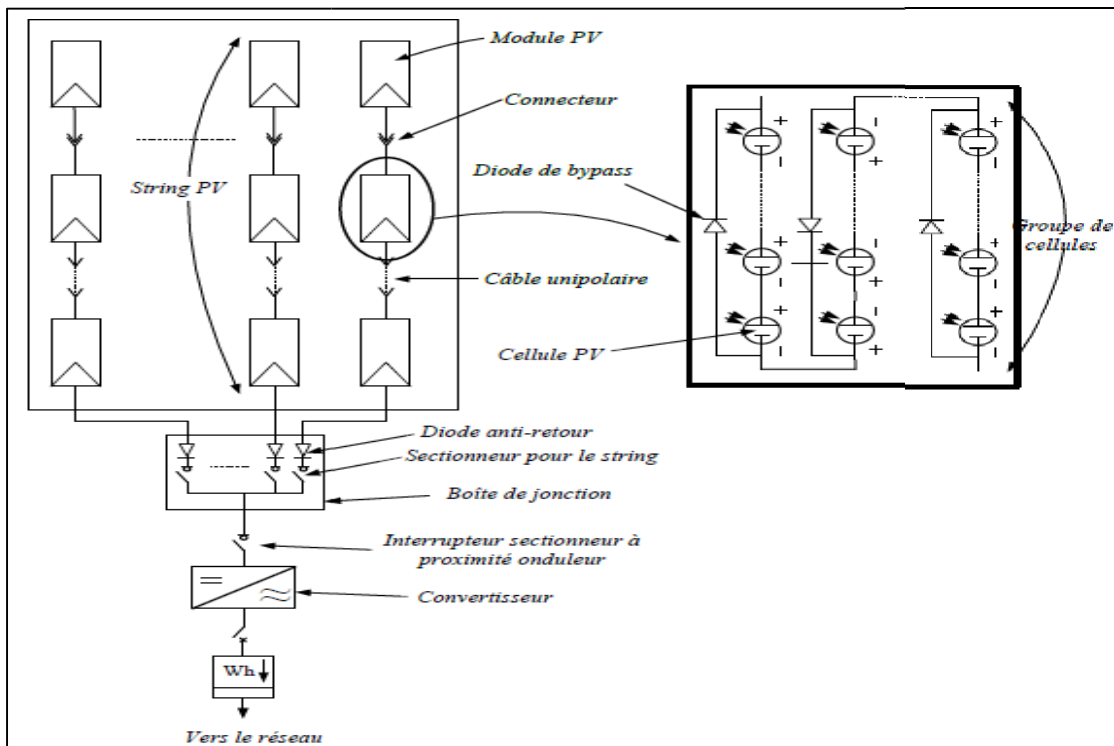 Module PV
Connecteur
String PV
Câble unipolaire
Diode de bypass
Groupe de
cellules
Cellule PV
+
-
-
+
+
-
+
-
-
+
+
-
+
-
-
+
+
-
Diode anti-retour
Sectionneur pour le string
Boîte de jonction
Interrupteur sectionneur à
proximité onduleur
Convertisseur
Wh
Vers le réseau